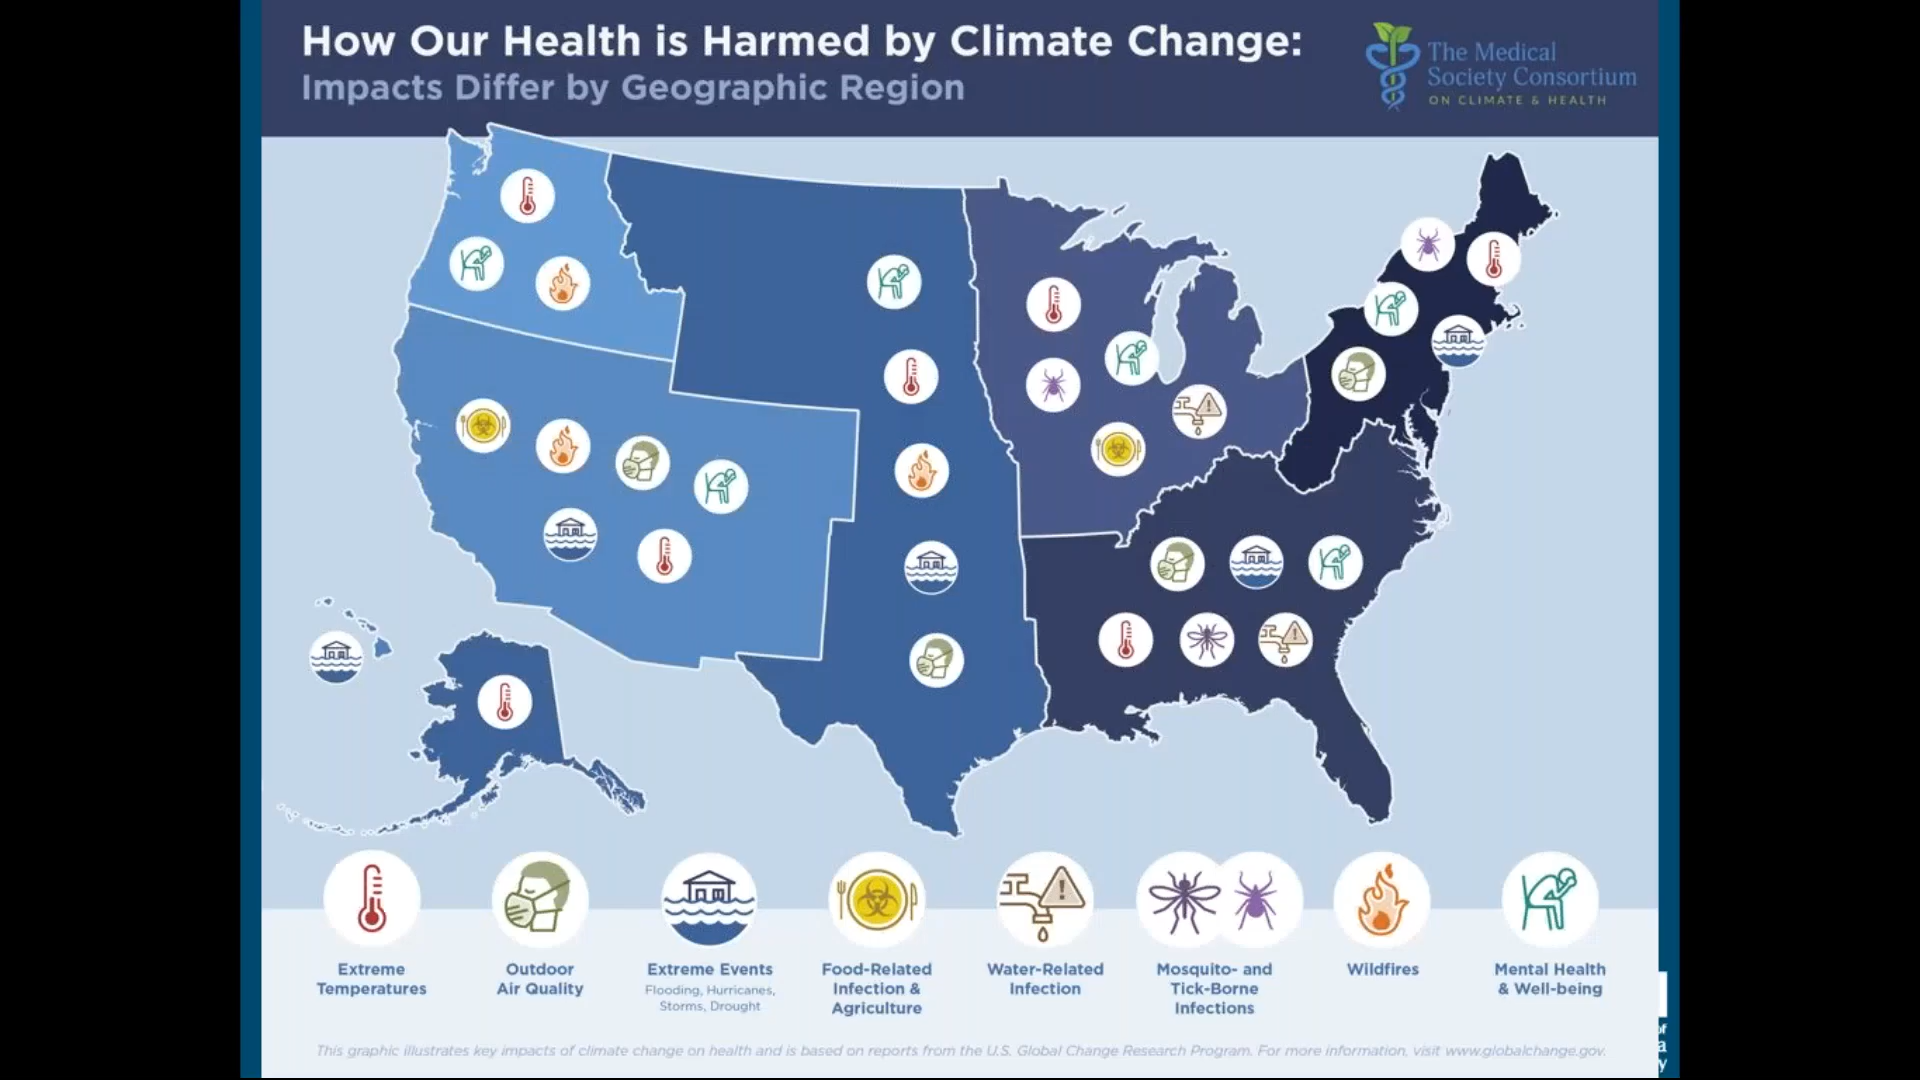 How Our Health is Harmed by Climate Change:
Impacts Differ by Geographic Region
The Medical
Society Consortium
ON CLIMATE & HEALTH
Extreme
Temperatures
Outdoor
Air Quality
Extreme Events
Flooding, Hurricanes,
Storms, Drought
Food-Related
Infection &
Agriculture
Water-Related
Infection
Mosquito- and
Tick-Borne
Infections
Wildfires
Mental Health
& Well-being
This graphic illustrates key impacts of climate change on health and is based on reports from the U.S. Global Change Research Program. For more information, visit www.globalchange.gov.